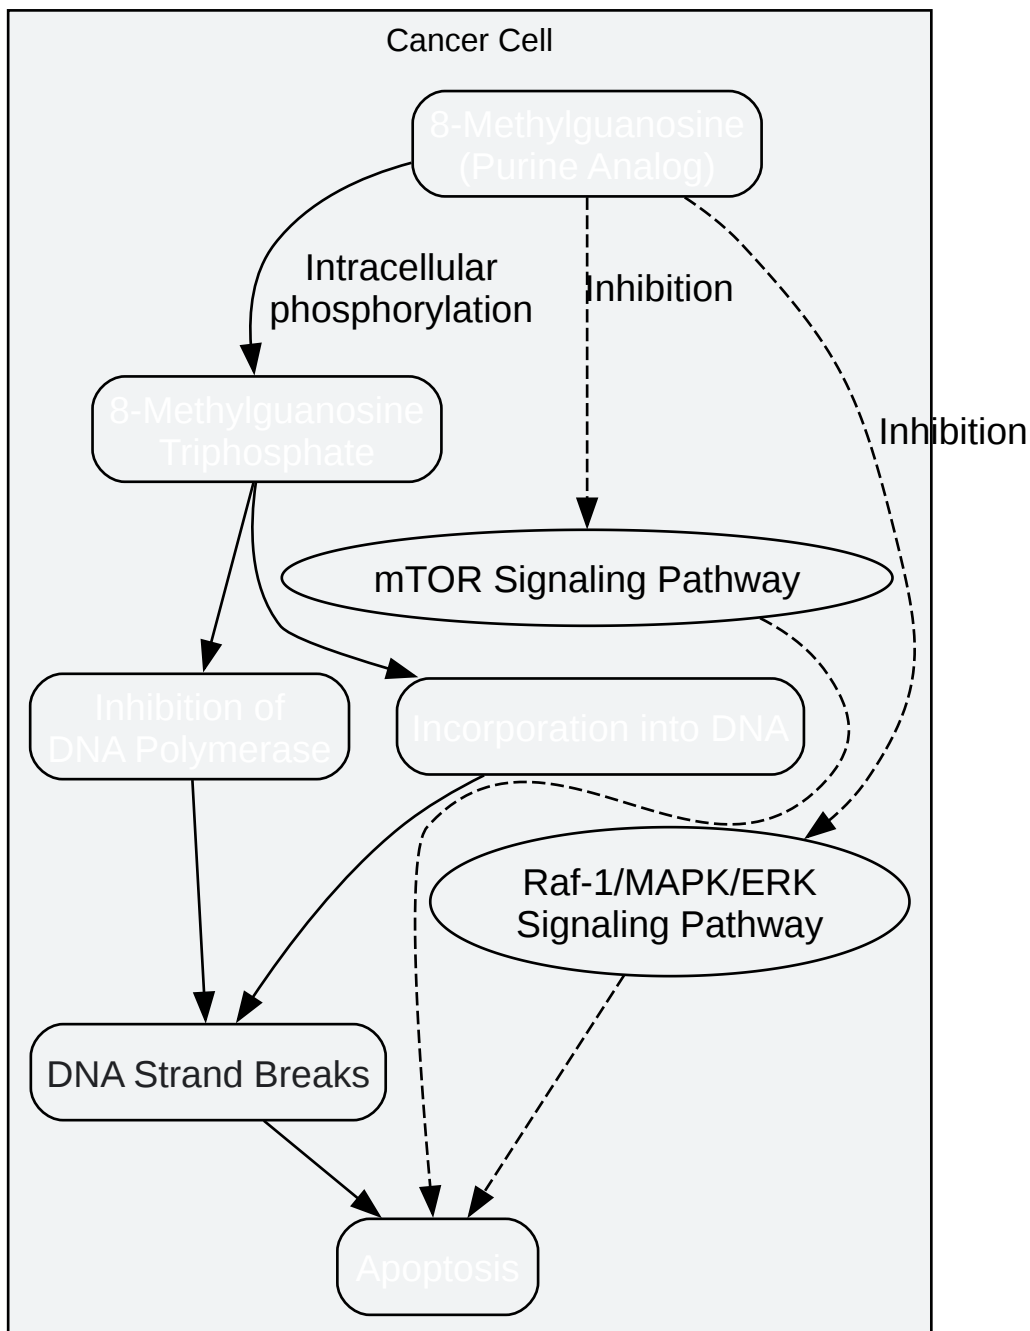 Cancer Cell
8-Methylguanosine
(Purine Analog)
Intracellular
phosphorylation
Inhibition
Inhibition
8-Methylguanosine
Triphosphate
mTOR Signaling Pathway
Inhibition of
DNA Polymerase
Incorporation into DNA
Raf-1/MAPK/ERK
Signaling Pathway
DNA Strand Breaks
Apoptosis